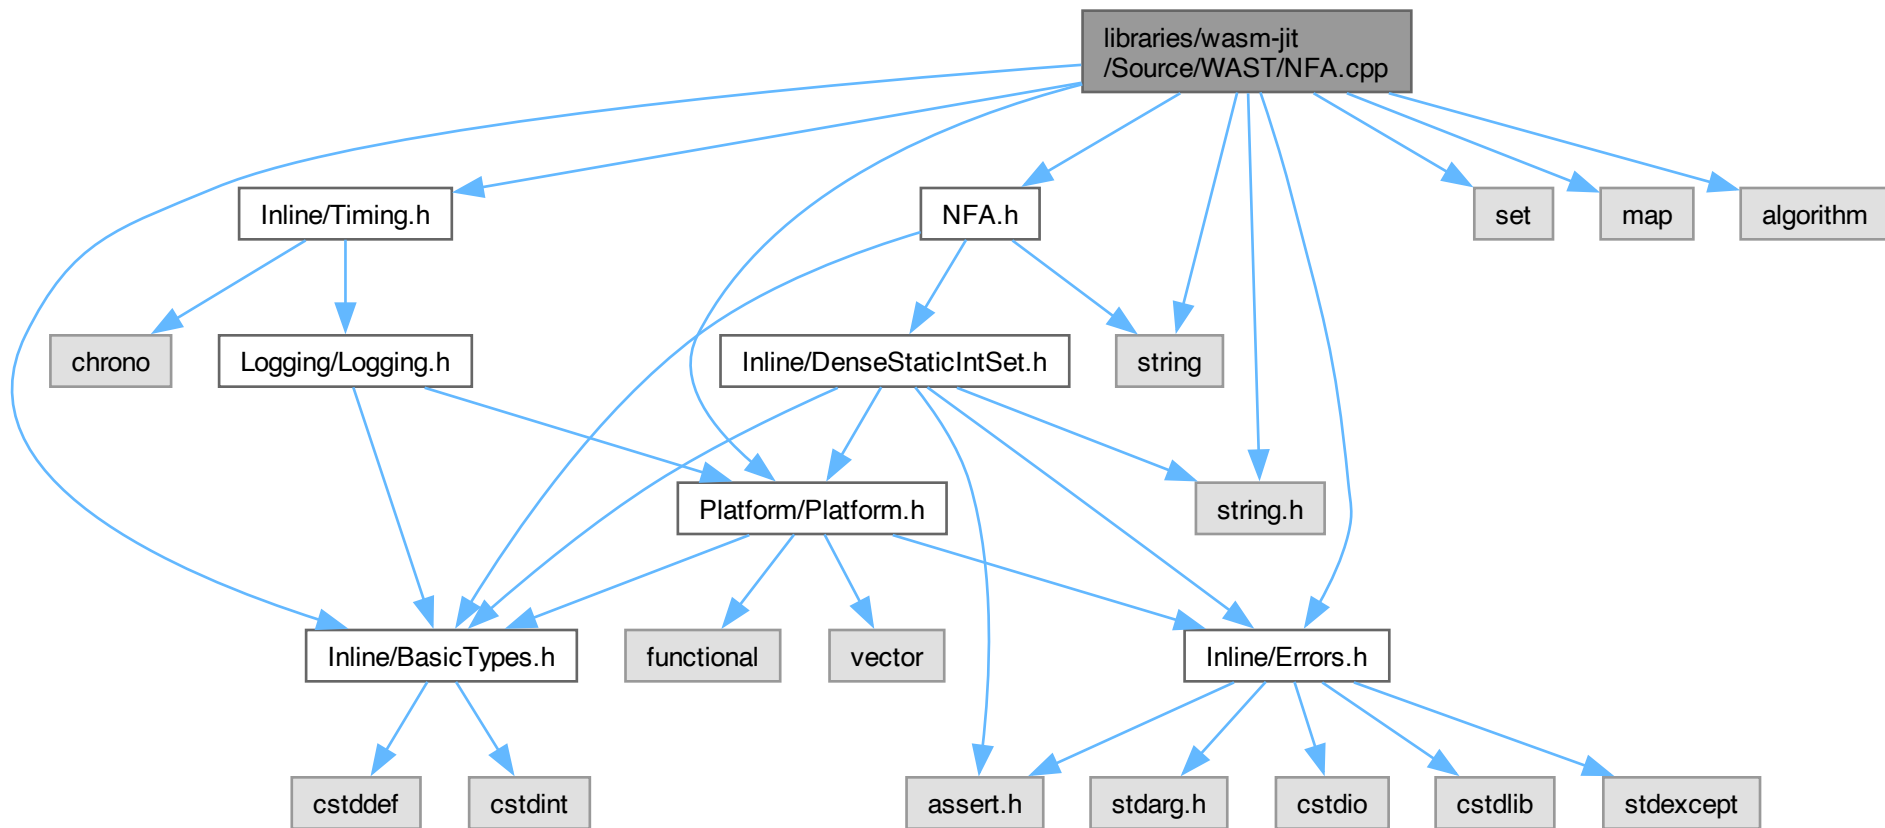 libraries/wasm-jit
/Source/WAST/NFA.cpp
Inline/Timing.h
NFA.h
set
map
algorithm
chrono
Logging/Logging.h
Inline/DenseStaticIntSet.h
string
Platform/Platform.h
string.h
Inline/BasicTypes.h
functional
vector
Inline/Errors.h
cstddef
cstdint
assert.h
stdarg.h
cstdio
cstdlib
stdexcept